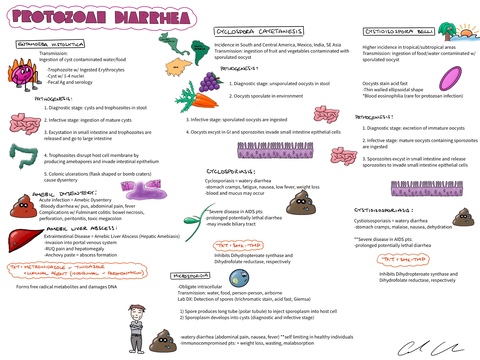 PROTOZOAN DIARRHEA
ENTAMOEBA HISTOLYTICA
Transmission:
Ingestion of cyst contaminated water/food
-Trophozoite w/ Ingested Erythrocytes
-Cyst w/ 1-4 nuclei
-Fecal Ag and serology
PATHOGENESIS:
1. Diagnostic stage: cysts and trophozoites in stool
2. Infective stage: ingestion of mature cysts
3. Excystation in small intestine and trophozoites are
released and go to large intestine
4. Trophozoites disrupt host cell membrane by
producing amebapores and invade intestinal epithelium
5. Colonic ulcerations (flask shaped or bomb craters)
cause dysentery
AMEBIC DYSENTERY:
Acute infection = Amebic Dysentery
-Bloody diarrhea w/ pus, abdominal pain, fever
Complications w/ Fulminant colitis: bowel necrosis,
perforation, peritonitis, toxic megacolon
AMEBIC LIVER ABSCESS:
Extraintestinal Disease = Amebic Liver Abscess (Hepatic Amebiasis)
-invasion into portal venous system
-RUQ pain and hepatomegaly
-Anchovy paste = abscess formation
TXT = METRONIDAZOLE - TINIDAZOLE
Forms free radical metabolites and damages DNA
CYCLOSPORA CAYETANESIS
Incidence in South and Central America, Mexico, India, SE Asia
Transmission: ingestion of fruit and vegetables contaminated with
sporulated oocyst
PATHOGENESIS:
1. Diagnostic stage: unsporulated oocysts in stool
2. Oocysts sporulate in environment
3. Infective stage: sporulated oocysts are ingested
4. Oocysts excyst in GI and sporozoites invade small intestine epithelial cells
CYCLOSPORIASIS:
Cyclosporiasis = watery diarrhea
-stomach cramps, fatigue, nausea, low fever, weight loss
-blood and mucus may occur
*Severe disease in AIDS pts:
-prolonged potentially lethal diarrhea
-may invade biliary tract
TXT = SMX-TMP
Inhibits Dihydropteroate synthase and
Dihydrofolate reductase, respectively
MICROSPORIDIA
-Obligate intracellular
Transmission: water, food, person-person, airborne
Lab DX: Detection of spores (trichromatic stain, acid fast, Giemsa)
1) Spore produces long tube (polar tubule) to inject sporoplasm into host cell
2) Sporoplasm develops into cysts (diagnostic and infective stage)
-watery diarrhea (abdominal pain, nausea, fever) **self limiting in healthy individuals
-immunocompromised pts: + weight loss, wasting, malabsorption
CYSTIOISOSPORA BELLI
Higher incidence in tropical/subtropical areas
Transmission: ingestion of food/water contaminated w/
sporulated oocyst
Oocysts stain acid fast
-Thin walled ellipsoidal shape
*Blood eosinophilia (rare for protozoan infection)
PATHOGENESIS:
1. Diagnostic stage: excretion of immature oocysts
2. Infective stage: mature oocysts containing sporozoites
are ingested
3. Sporozoites excyst in small intestine and release
sporozoites to invade small intestine epithelial cells
CYSTIOISOSPORIASIS:
Cystoisosporiasis = watery diarrhea
-stomach cramps, malaise, nausea, dehydration
**Severe disease in AIDS pts:
-prolonged potentially lethal diarrhea
TXT = SMX-TMP
Inhibits Dihydropteroate synthase and
Dihydrofolate reductase, respectively